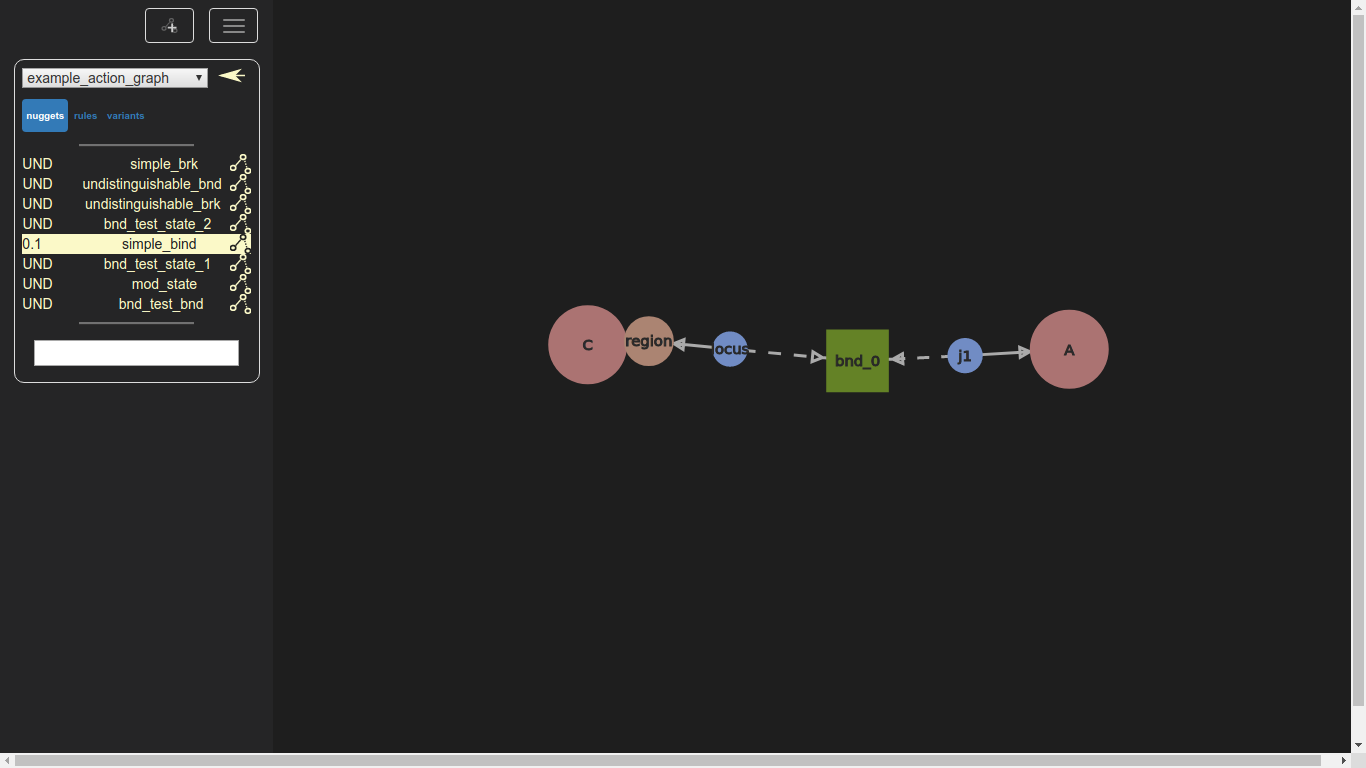 example_action_graph
nuggets rules variants
UND simple_brk
UND undistinguishable_bnd
UND undistinguishable_brk
UND bnd_test_state_2
0.1 simple_bind
UND bnd_test_state_1
UND mod_state
UND bnd_test_bnd
C region ocus bnd_0 j1 A